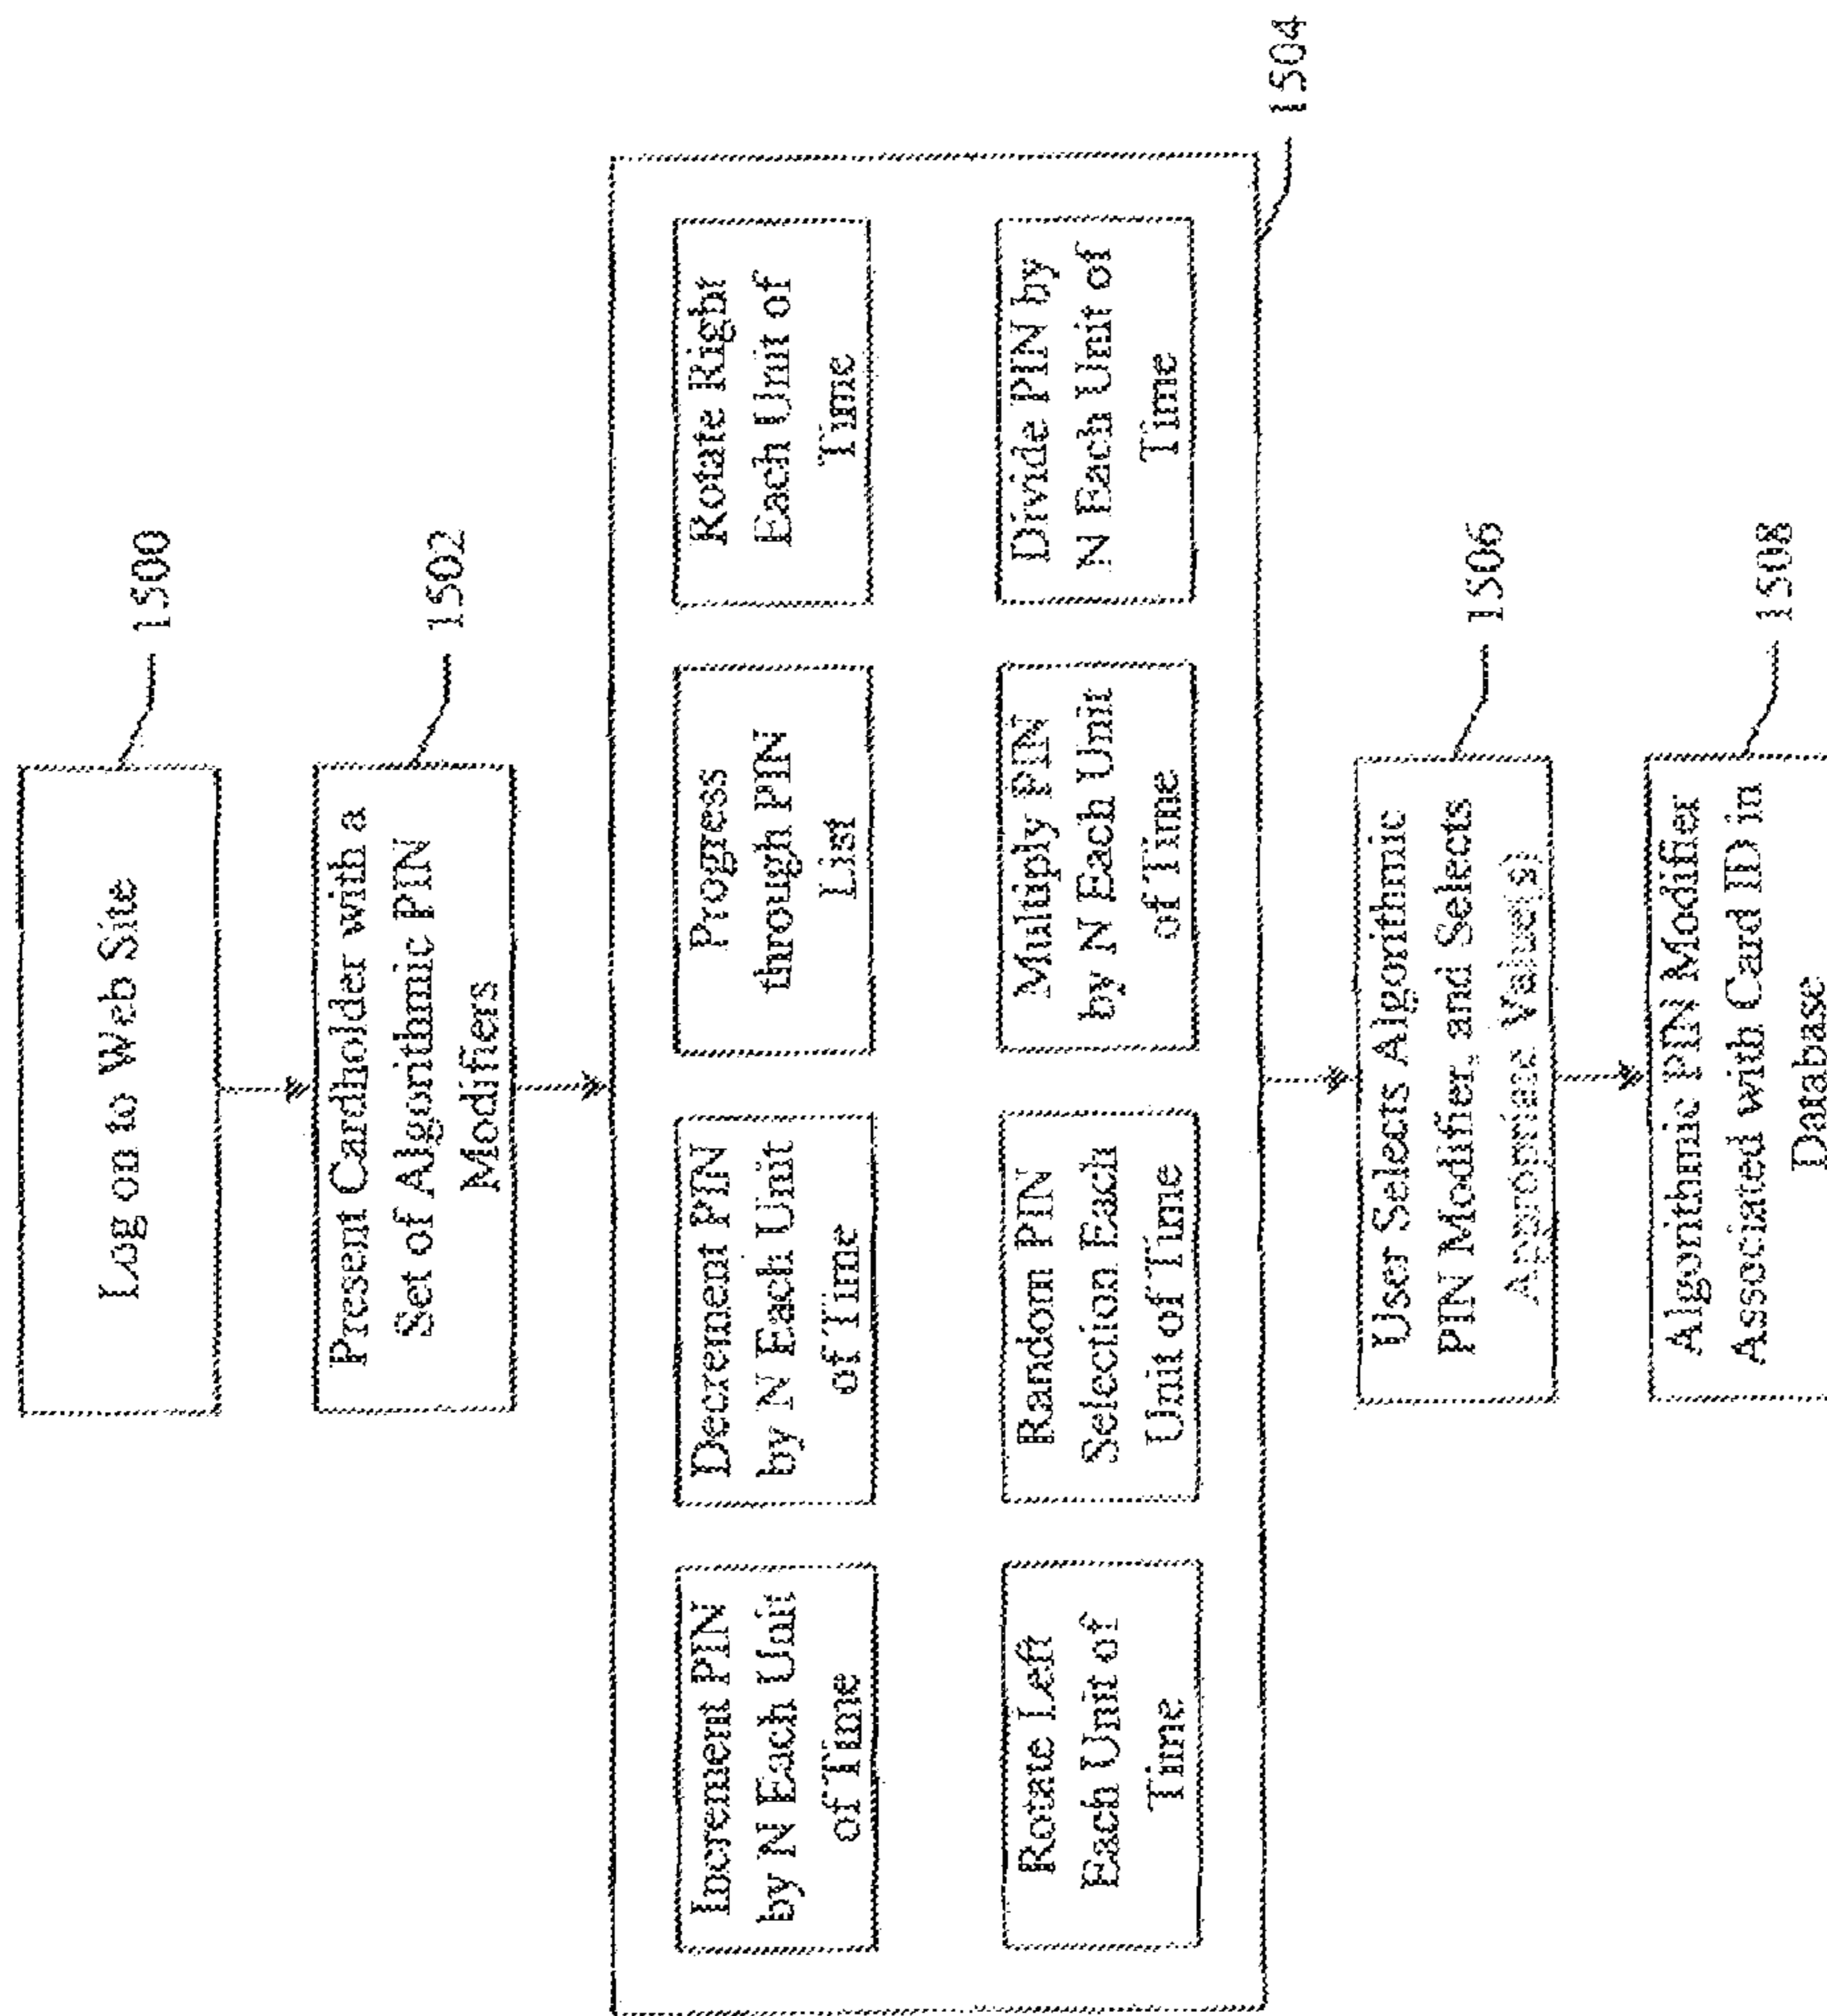 Log on to Web Site
1500
Present Cardholder with a
Set of Algorithmic PIN
Modifiers
1502
Increment PIN
by N Each Unit
of Time
Decrement PIN
by N Each Unit
of Time
Progress
through PIN
List
Rotate Right
Each Unit of
Time
Rotate Left
Each Unit of
Time
Random PIN
Selection Each
Unit of Time
Multiply PIN
by N Each Unit
of Time
Divide PIN by
N Each Unit of
Time
1504
User Selects Algorithmic
PIN Modifier, and Selects
Appropriate Value(s)
1506
Algorithmic PIN Modifier
Associated with Card ID in
Database
1508